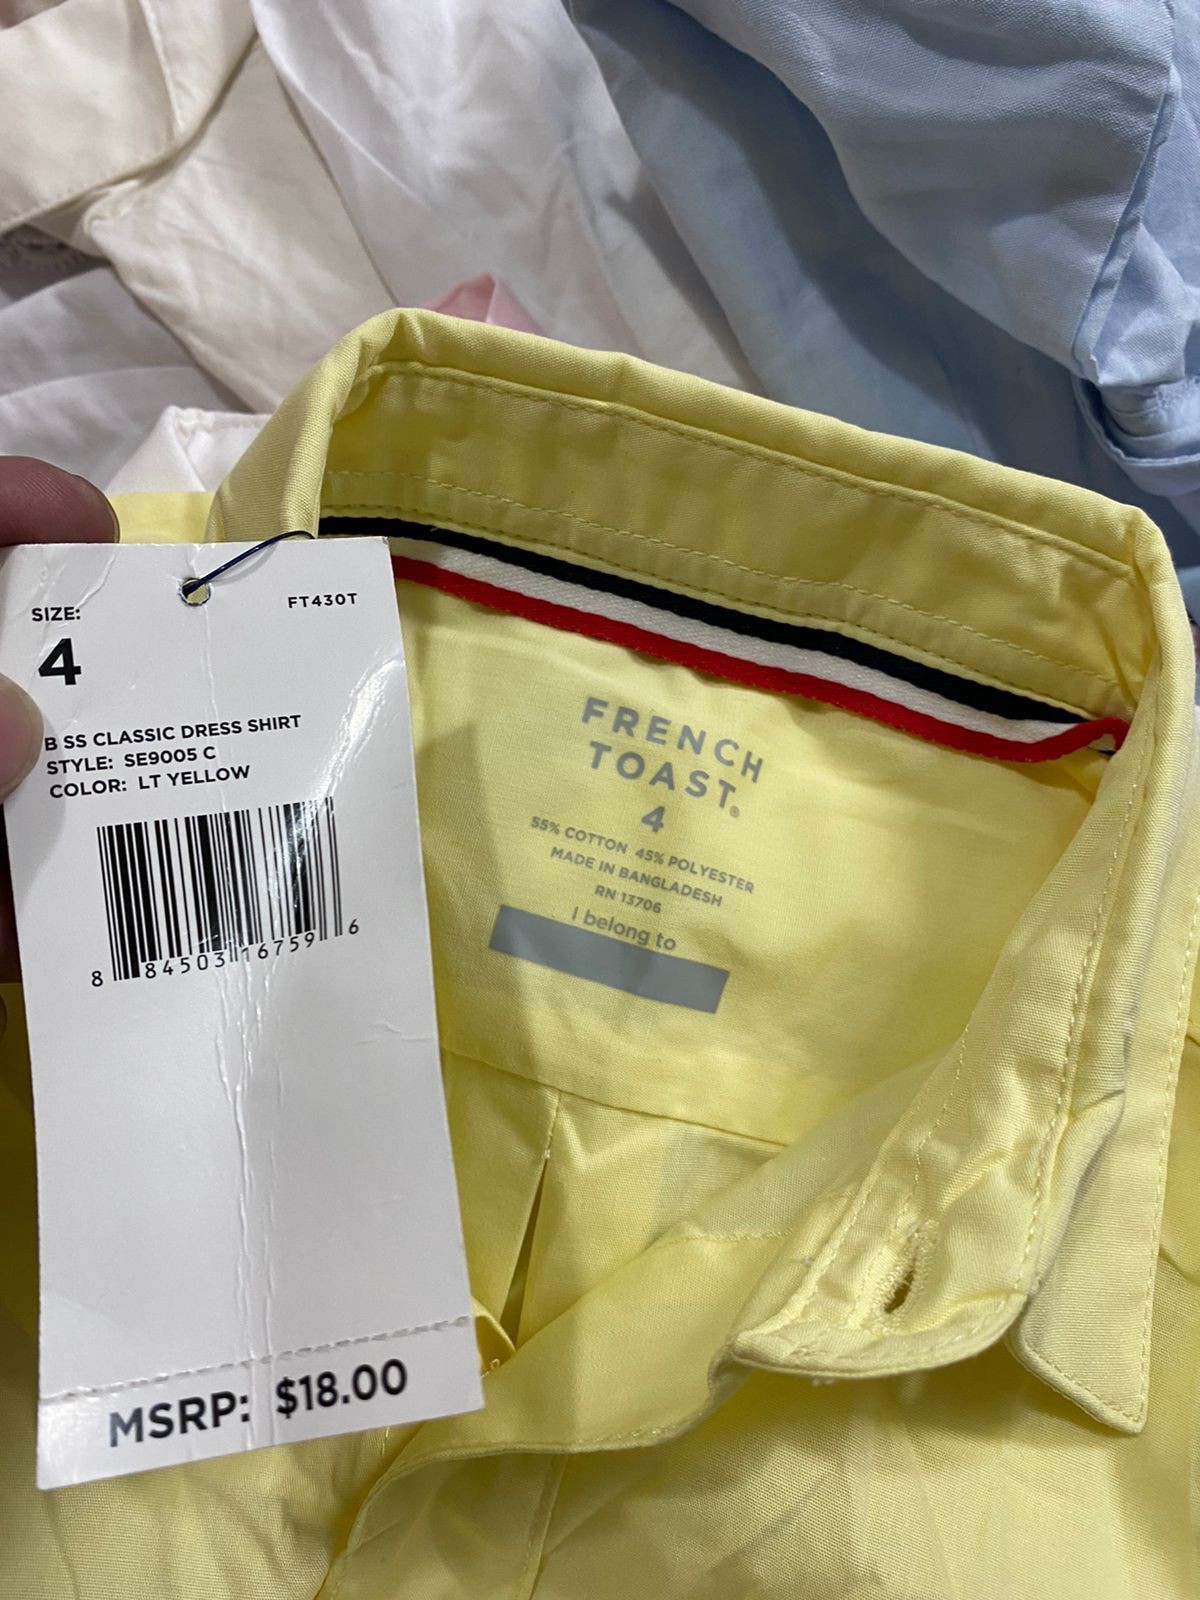 SIZE:
4
FT430T
B SS CLASSIC DRESS SHIRT
STYLE: SE9005 C
COLOR: LT YELLOW
8 84503 16759 6
MSRP: $18.00
FRENCH
TOAST®
4
55% COTTON 45% POLYESTER
MADE IN BANGLADESH
RN 13706
I belong to